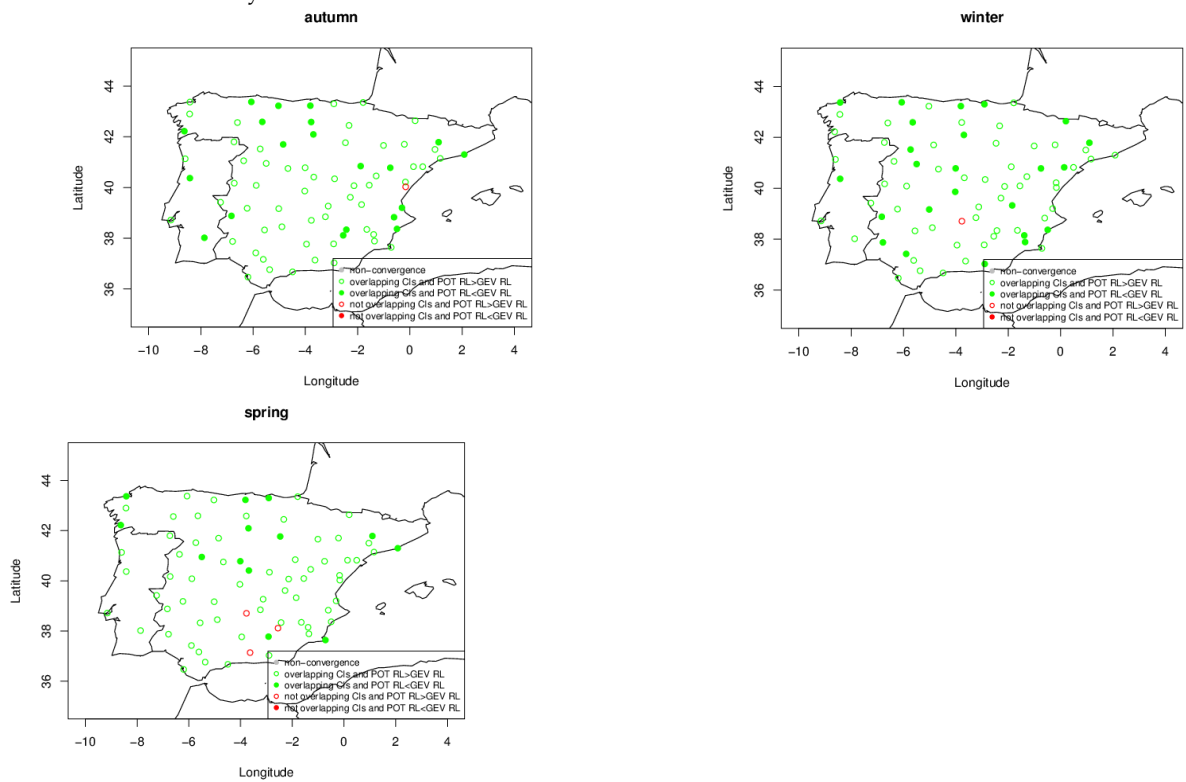 autumn
44
42
40
38
36
Latitude
non-convergence
overlapping CIs and POT RL>GEV RL
overlapping CIs and POT RL<GEV RL
not overlapping CIs and POT RL>GEV RL
not overlapping CIs and POT RL<GEV RL
−10 −8 −6 −4 −2 0 2 4
Longitude
winter
44
42
40
38
36
Latitude
non-convergence
overlapping CIs and POT RL>GEV RL
overlapping CIs and POT RL<GEV RL
not overlapping CIs and POT RL>GEV RL
not overlapping CIs and POT RL<GEV RL
−10 −8 −6 −4 −2 0 2 4
Longitude
spring
44
42
40
38
36
Latitude
non-convergence
overlapping CIs and POT RL>GEV RL
overlapping CIs and POT RL<GEV RL
not overlapping CIs and POT RL>GEV RL
not overlapping CIs and POT RL<GEV RL
−10 −8 −6 −4 −2 0 2 4
Longitude